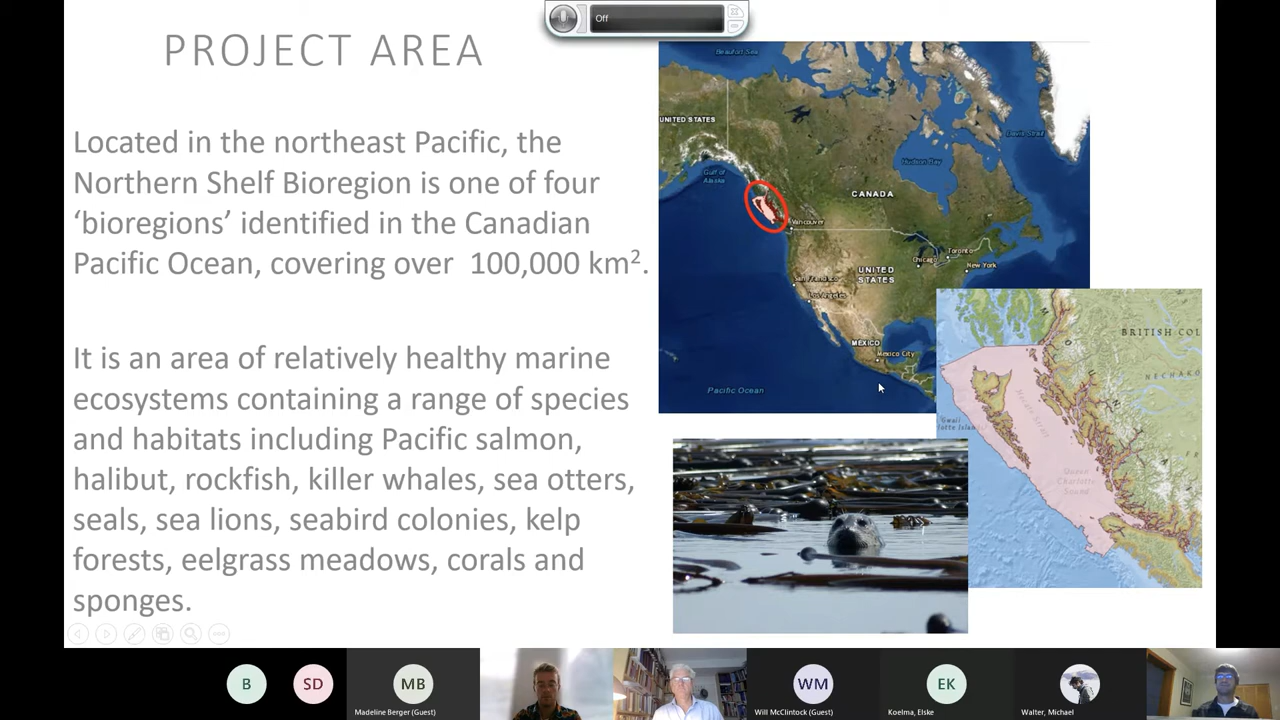 Off
PROJECT AREA
Located in the northeast Pacific, the
Northern Shelf Bioregion is one of four
‘bioregions’ identified in the Canadian
Pacific Ocean, covering over 100,000 km².
It is an area of relatively healthy marine
ecosystems containing a range of species
and habitats including Pacific salmon,
halibut, rockfish, killer whales, sea otters,
seals, sea lions, seabird colonies, kelp
forests, eelgrass meadows, corals and
sponges.
Beaufort Sea
UNITED STATES
Davis Strait
Gulf of
Alaska
Hudson Bay
CANADA
Vancouver
Toronto
Chicago
New York
UNITED
STATES
San Francisco
Los Angeles
MEXICO
Mexico City
Pacific Ocean
BRITISH COL
NECHAKO
Gwaii
Hecate Strait
Queen
Charlotte
Sound
B
SD
MB
WM
EK
Madeline Berger (Guest)
Will McClintock (Guest)
Koelma, Elske
Walter, Michael